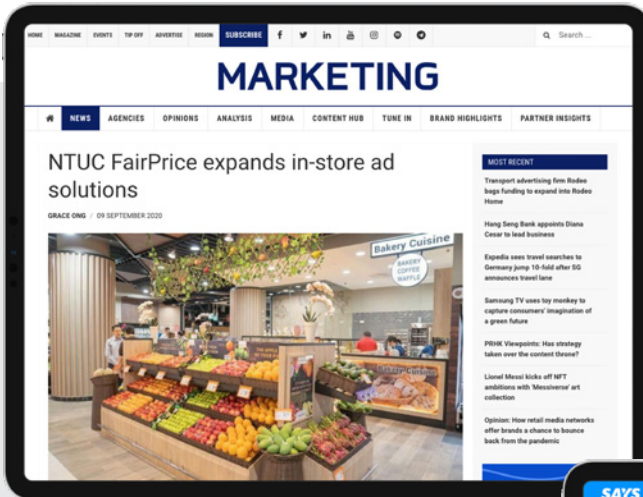 HOME MAGAZINE EVENTS TIP OFF ADVERTISE REGION SUBSCRIBE Search ...
MARKETING
NEWS AGENCIES OPINIONS ANALYSIS MEDIA CONTENT HUB TUNE IN BRAND HIGHLIGHTS PARTNER INSIGHTS
NTUC FairPrice expands in-store ad
solutions
GRACE ONG / 09 SEPTEMBER 2020
Bakery Cuisine
BAKERY
COFFEE
WAFFLE
Bakery Cuisine
MOST RECENT
Transport advertising firm Rodeo
bags funding to expand into Rodeo
Home
Hang Seng Bank appoints Diana
Cesar to lead business
Expedia sees travel searches to
Germany jump 10-fold after SG
announces travel lane
Samsung TV uses toy monkey to
capture consumers' imagination of
a green future
PRHK Viewpoints: Has strategy
taken over the content throne?
Lionel Messi kicks off NFT
ambitions with 'Messiverse' art
collection
Opinion: How retail media networks
offer brands a chance to bounce
back from the pandemic
SAYS